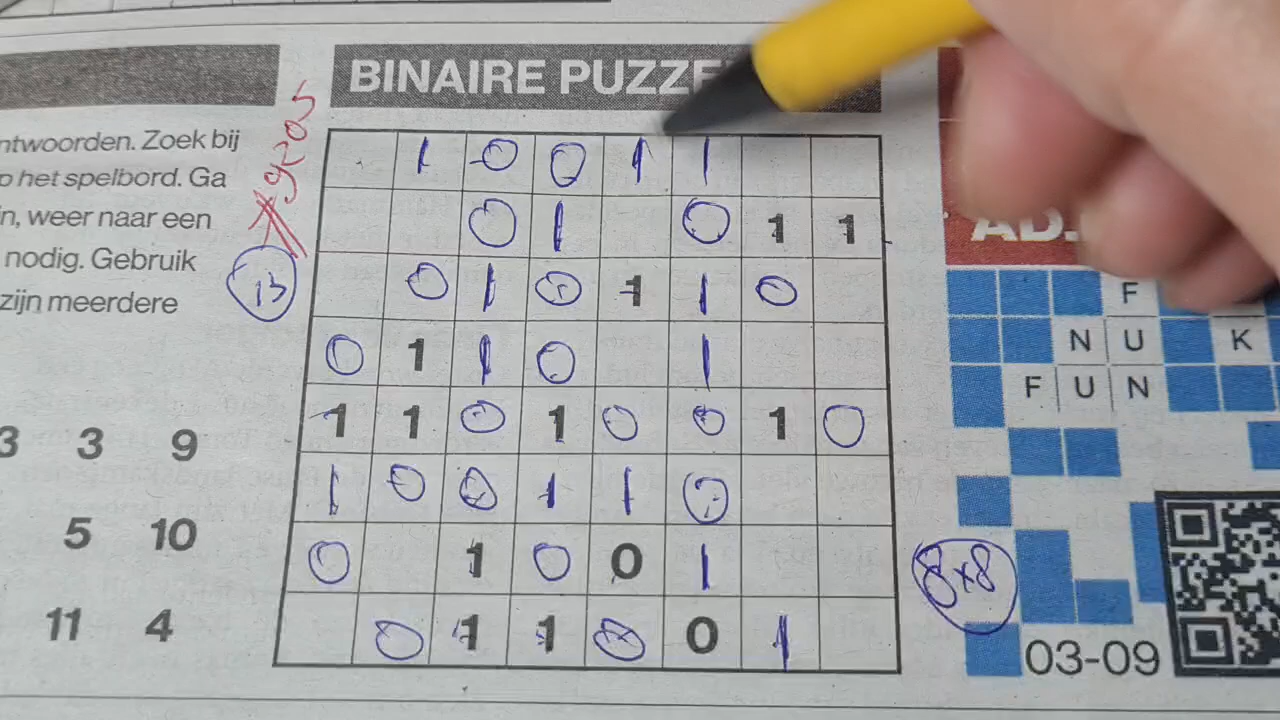 BINAIRE PUZZE
ntwoorden. Zoek bij
het spelbord. Ga
in, weer naar een
nodig. Gebruik
zijn meerdere
13
3 3 9
5 10
11 4
1 0 0 1 1
0 1 0 1 1
0 1 0 1 1 0
0 1 1 0 1
1 1 0 1 0 0 1 0
1 0 0 1 1 0
0 1 0 0 1
0 1 1 0 0 1
AD.
F
N U K
F U N
8x8
03-09